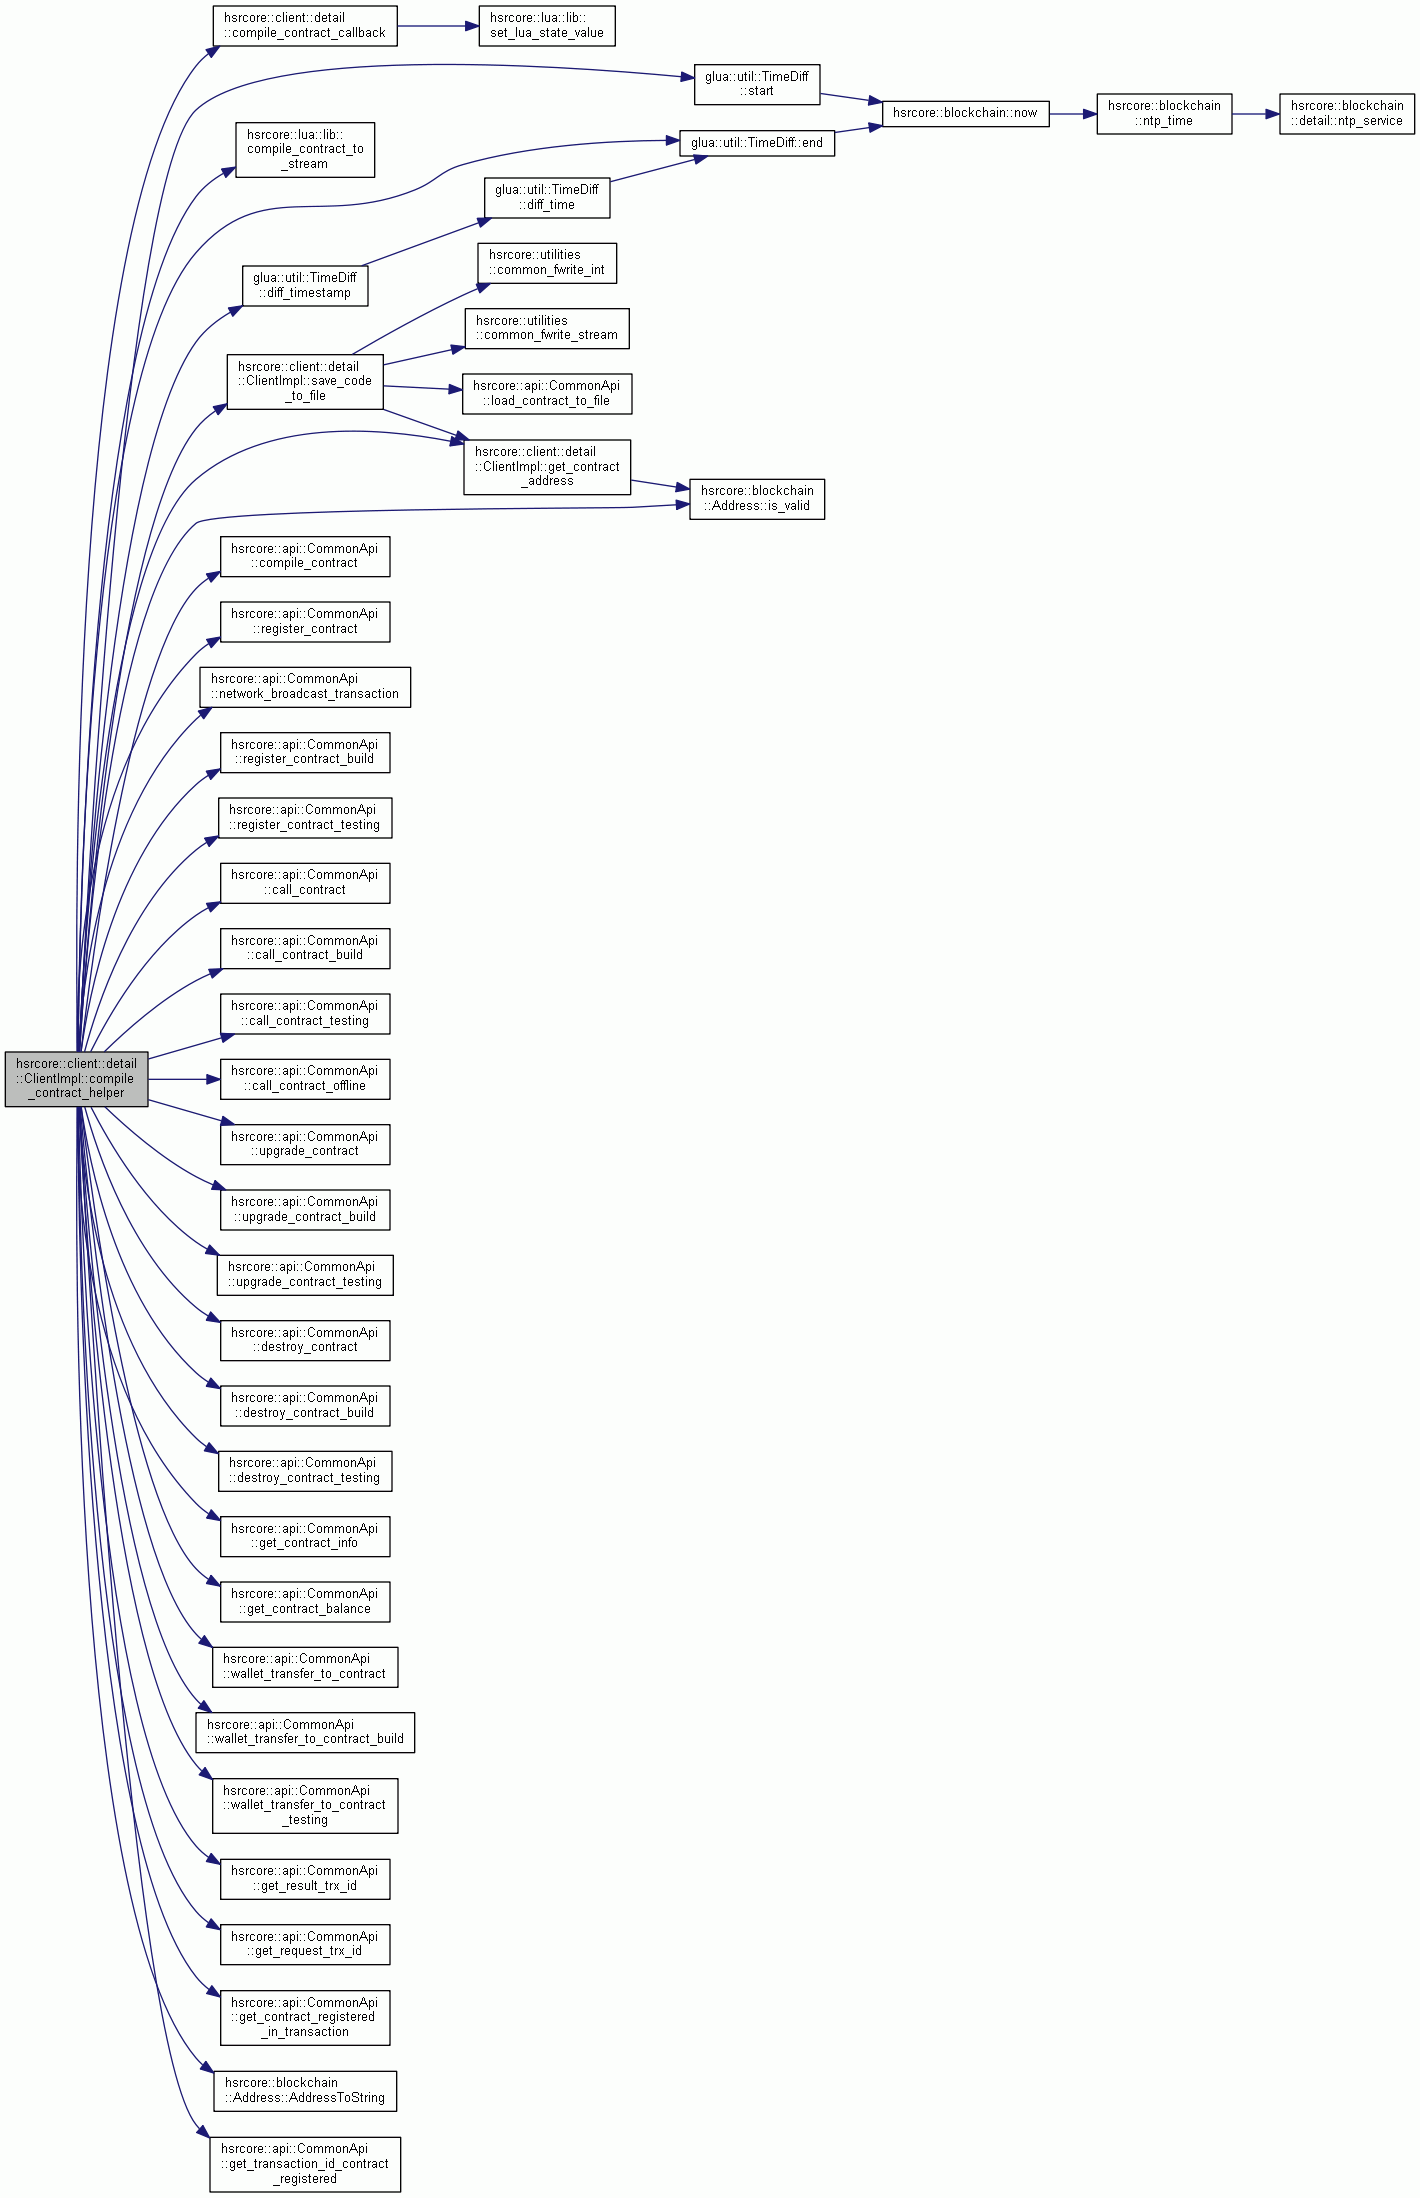 hsrcore::client::detail
::compile_contract_callback
hsrcore::lua::lib::
set_lua_state_value
glua::util::TimeDiff
::start
hsrcore::blockchain::now
hsrcore::blockchain
::ntp_time
hsrcore::blockchain
::detail::ntp_service
hsrcore::lua::lib::
compile_contract_to
_stream
glua::util::TimeDiff::end
glua::util::TimeDiff
::diff_time
glua::util::TimeDiff
::diff_timestamp
hsrcore::utilities
::common_fwrite_int
hsrcore::utilities
::common_fwrite_stream
hsrcore::client::detail
::ClientImpl::save_code
_to_file
hsrcore::api::CommonApi
::load_contract_to_file
hsrcore::client::detail
::ClientImpl::get_contract
_address
hsrcore::blockchain
::Address::is_valid
hsrcore::api::CommonApi
::compile_contract
hsrcore::api::CommonApi
::register_contract
hsrcore::api::CommonApi
::network_broadcast_transaction
hsrcore::api::CommonApi
::register_contract_build
hsrcore::api::CommonApi
::register_contract_testing
hsrcore::api::CommonApi
::call_contract
hsrcore::api::CommonApi
::call_contract_build
hsrcore::api::CommonApi
::call_contract_testing
hsrcore::client::detail
::ClientImpl::compile
_contract_helper
hsrcore::api::CommonApi
::call_contract_offline
hsrcore::api::CommonApi
::upgrade_contract
hsrcore::api::CommonApi
::upgrade_contract_build
hsrcore::api::CommonApi
::upgrade_contract_testing
hsrcore::api::CommonApi
::destroy_contract
hsrcore::api::CommonApi
::destroy_contract_build
hsrcore::api::CommonApi
::destroy_contract_testing
hsrcore::api::CommonApi
::get_contract_info
hsrcore::api::CommonApi
::get_contract_balance
hsrcore::api::CommonApi
::wallet_transfer_to_contract
hsrcore::api::CommonApi
::wallet_transfer_to_contract_build
hsrcore::api::CommonApi
::wallet_transfer_to_contract
_testing
hsrcore::api::CommonApi
::get_result_trx_id
hsrcore::api::CommonApi
::get_request_trx_id
hsrcore::api::CommonApi
::get_contract_registered
_in_transaction
hsrcore::blockchain
::Address::AddressToString
hsrcore::api::CommonApi
::get_transaction_id_contract
_registered